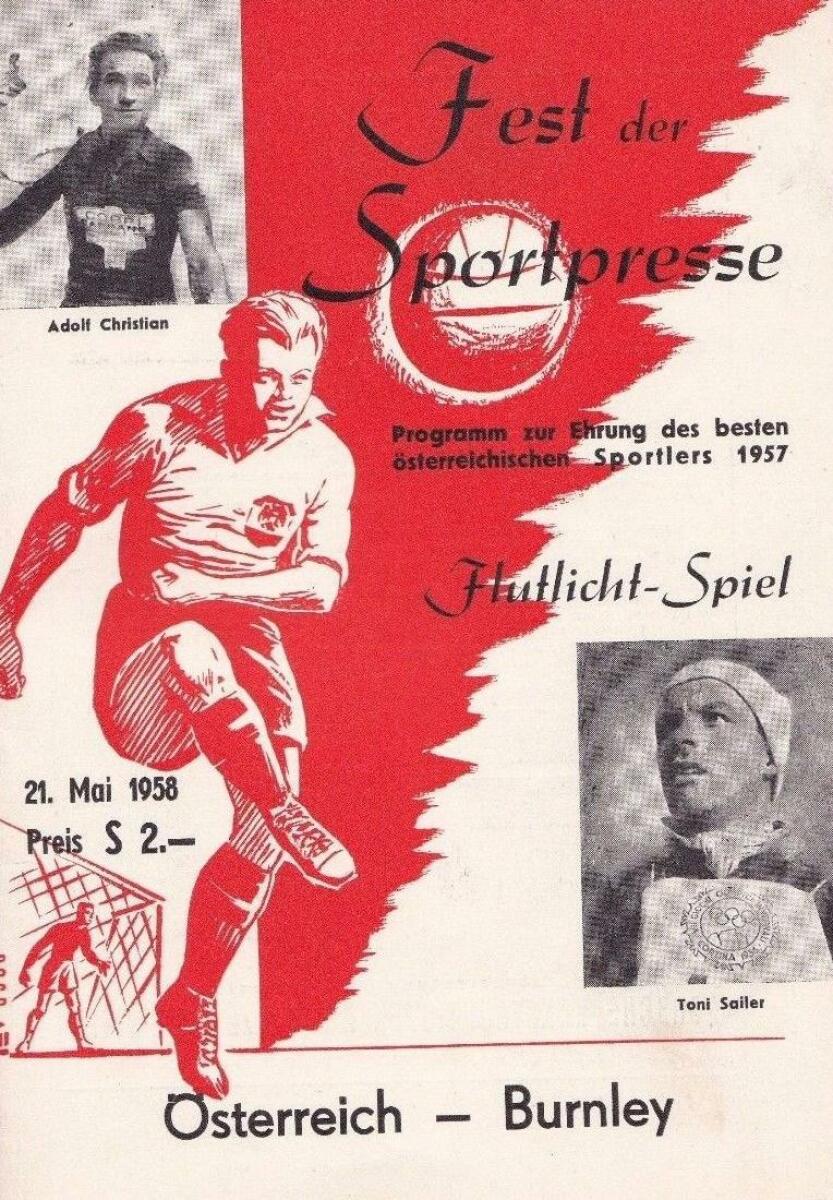 Fest der
Sportpresse
Adolf Christian
Programm zur Ehrung des besten
österreichischen Sportlers 1957
Flutlicht-Spiel
21. Mai 1958
Preis S 2.—
Toni Sailer
Österreich — Burnley